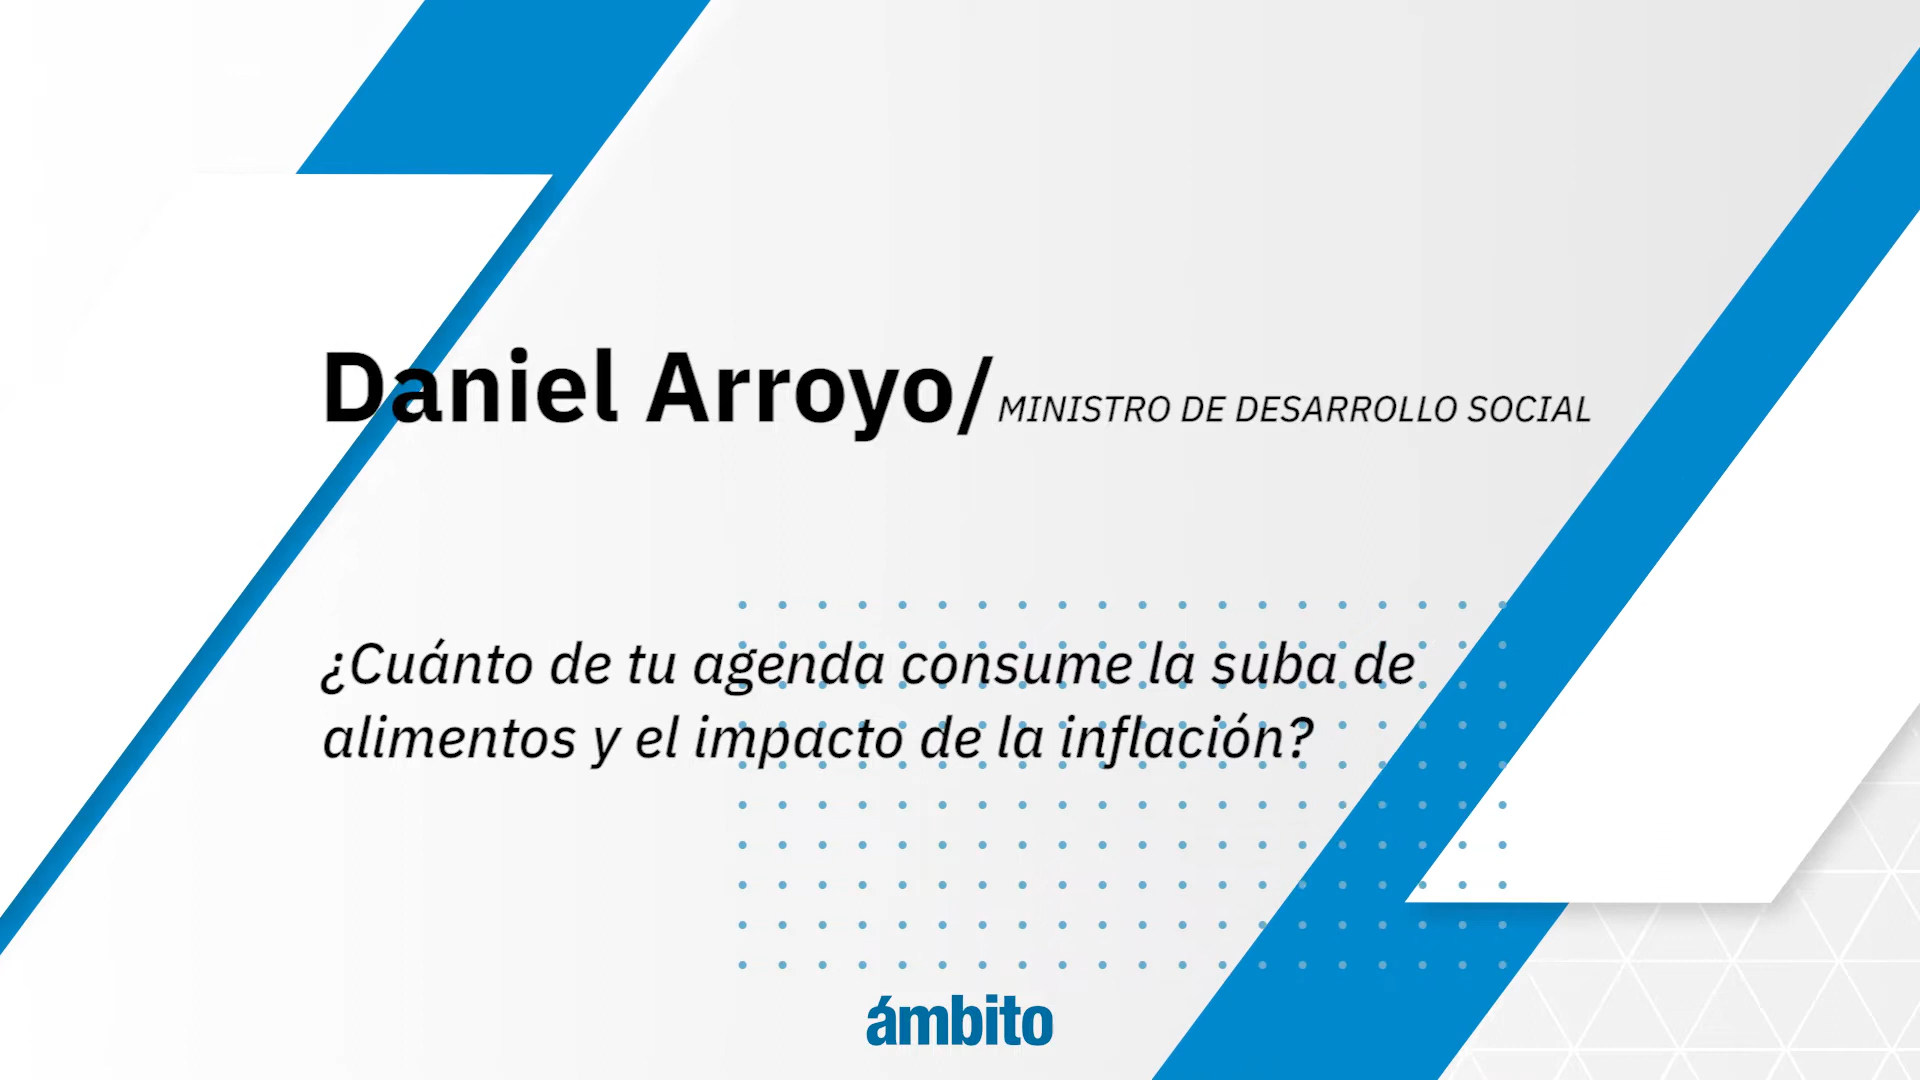 Daniel Arroyo/ MINISTRO DE DESARROLLO SOCIAL
¿Cuánto de tu agenda consume la suba de
alimentos y el impacto de la inflación?
ámbito